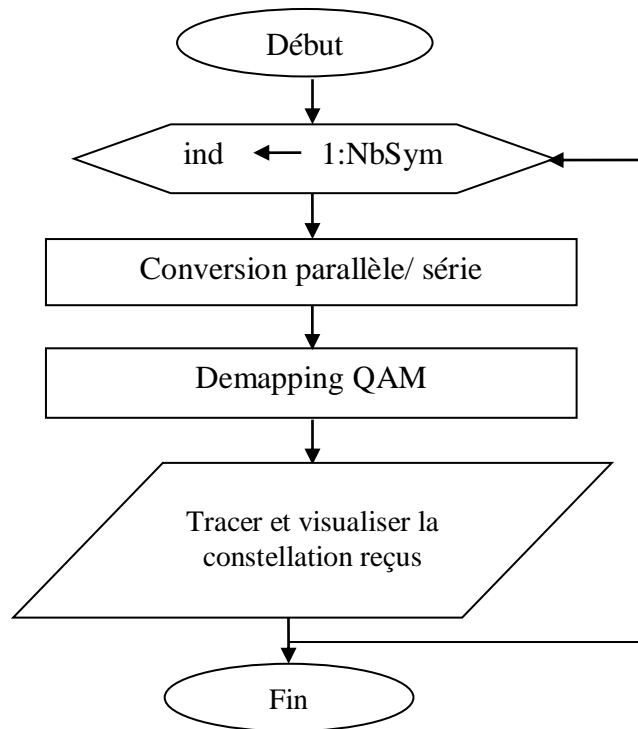 Début
ind ← 1:NbSym
Conversion parallèle/ série
Demapping QAM
Tracer et visualiser la
constellation reçus
Fin